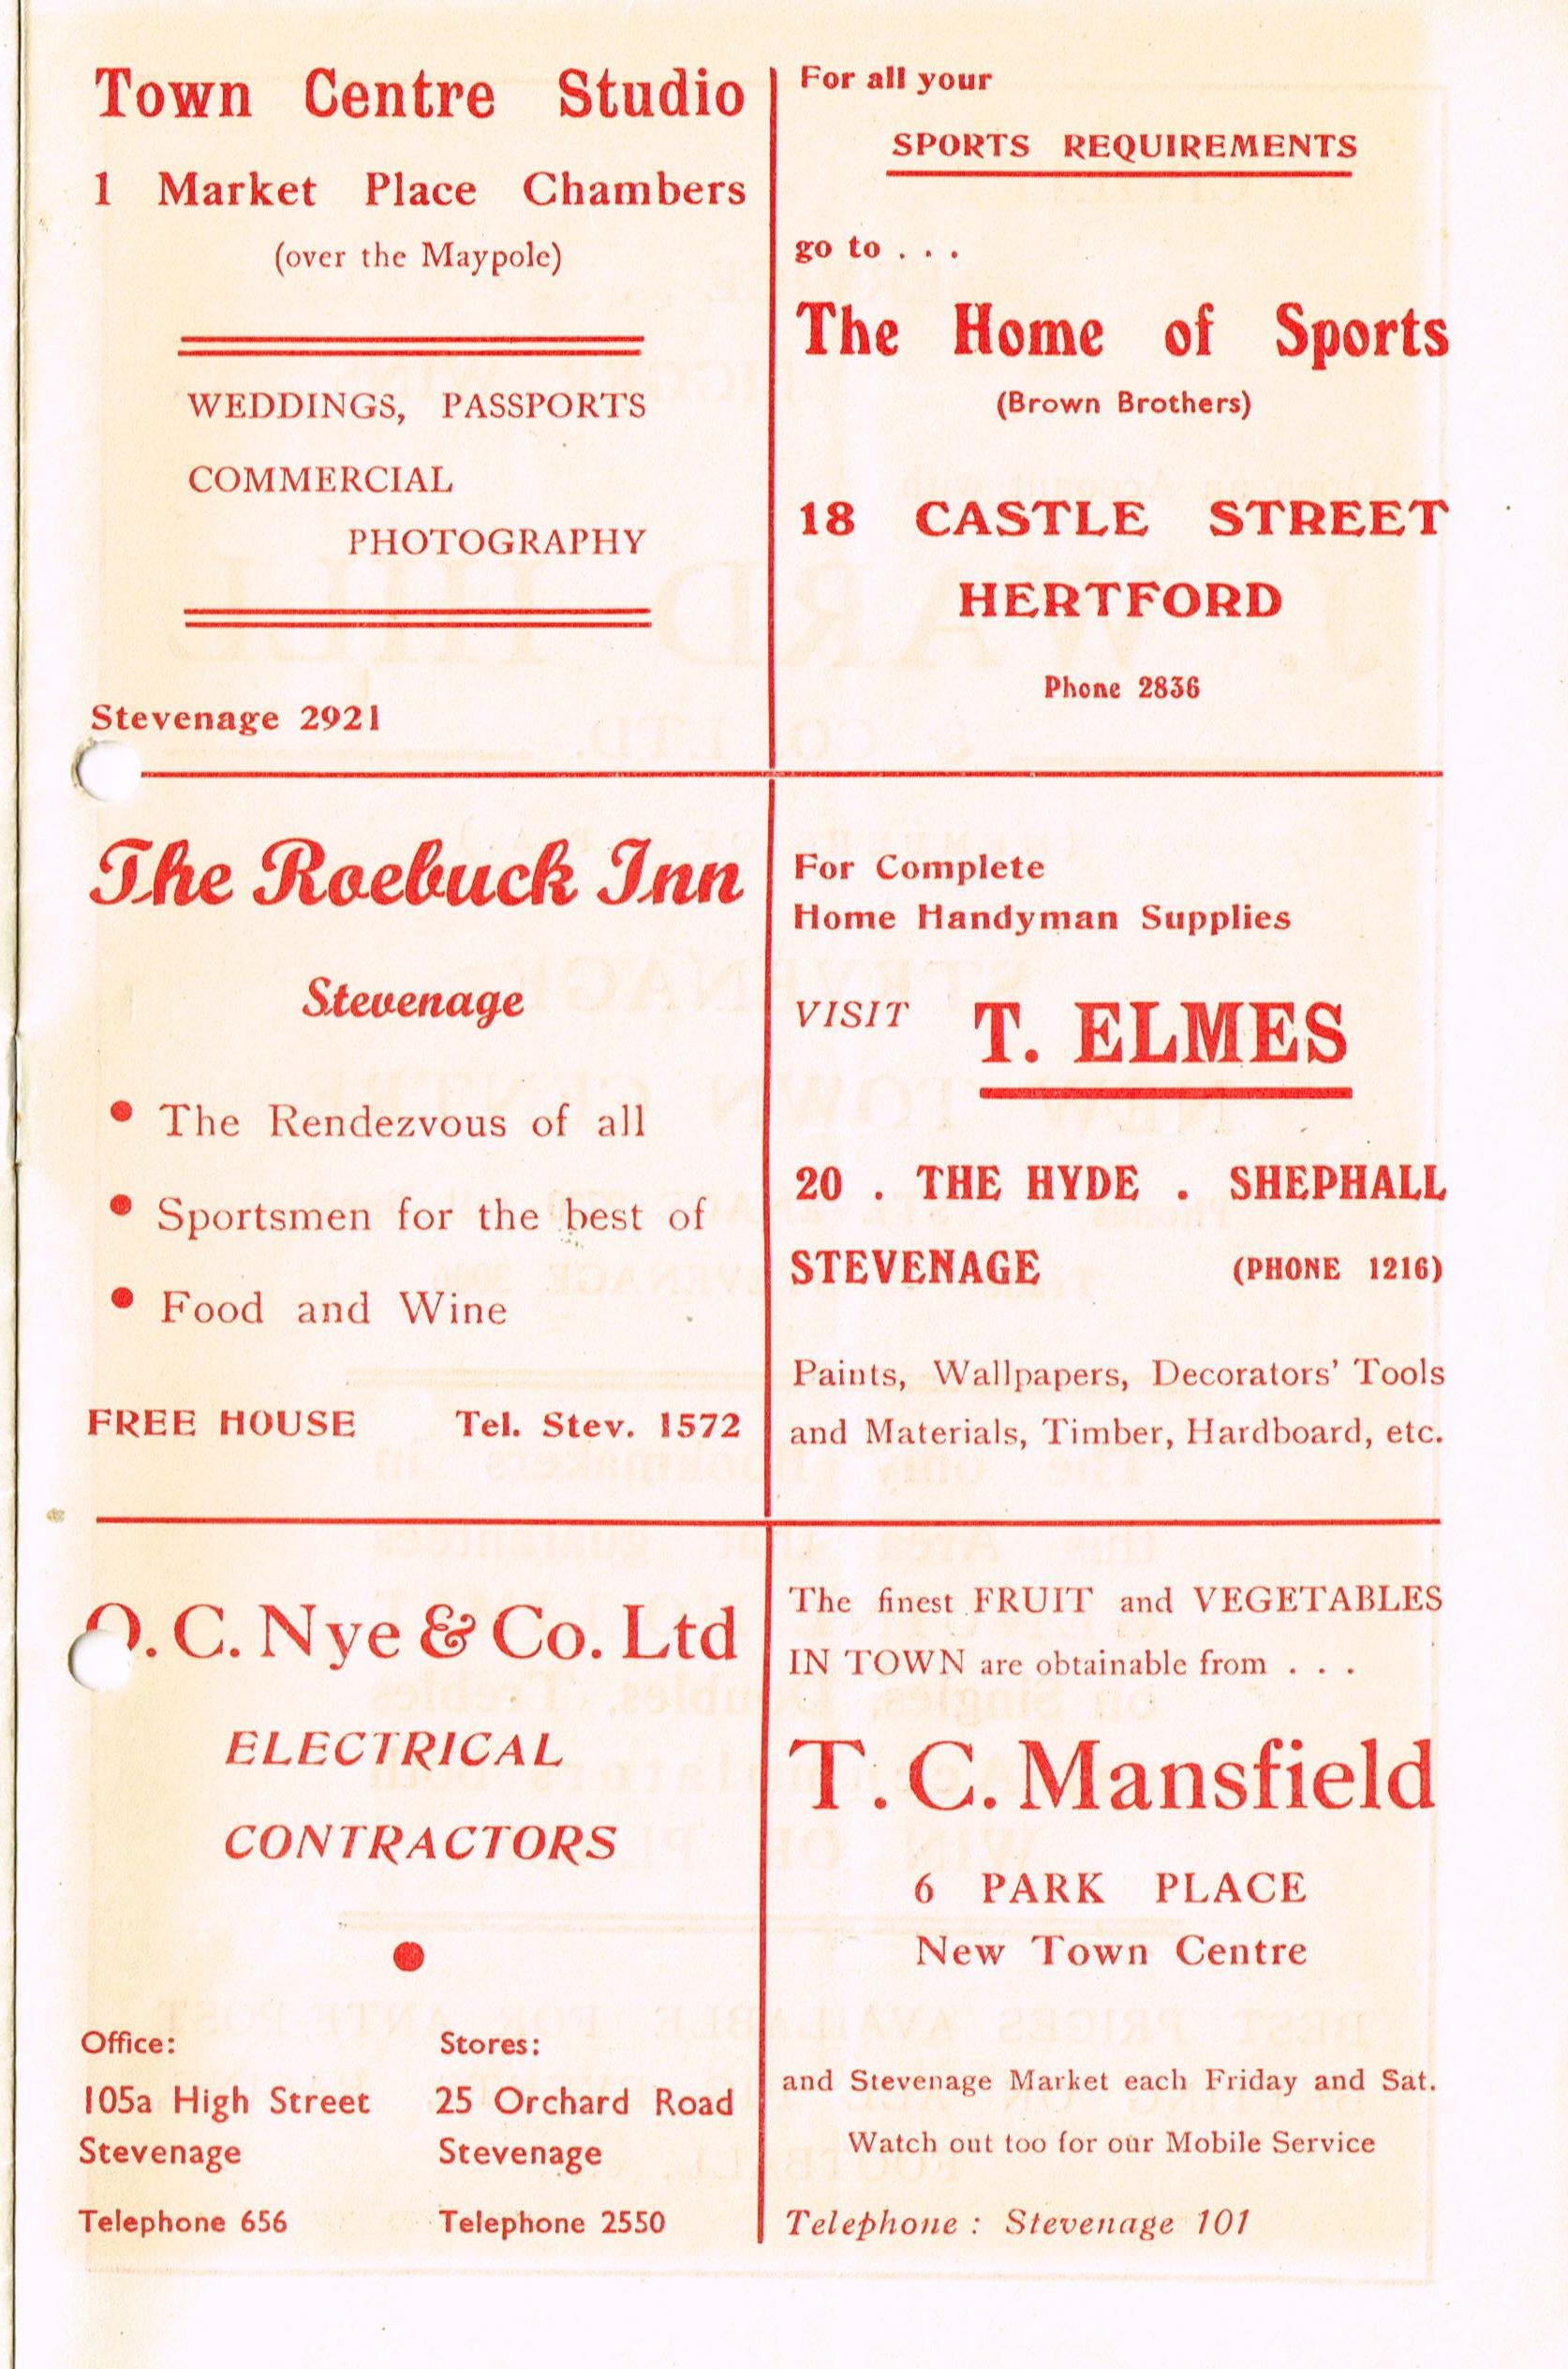 Town Centre Studio
1 Market Place Chambers
(over the Maypole)
WEDDINGS, PASSPORTS
COMMERCIAL
PHOTOGRAPHY
Stevenage 2921
For all your
SPORTS REQUIREMENTS
go to . . .
The Home of Sports
(Brown Brothers)
18 CASTLE STREET
HERTFORD
Phone 2836
The Roebuck Inn
Stevenage
• The Rendezvous of all
• Sportsmen for the best of
• Food and Wine
FREE HOUSE Tel. Stev. 1572
For Complete
Home Handyman Supplies
VISIT T. ELMES
20 . THE HYDE . SHEPHALL
STEVENAGE (PHONE 1216)
Paints, Wallpapers, Decorators' Tools
and Materials, Timber, Hardboard, etc.
C. Nye & Co. Ltd
ELECTRICAL
CONTRACTORS
Office:
105a High Street
Stevenage
Telephone 656
Stores:
25 Orchard Road
Stevenage
Telephone 2550
The finest FRUIT and VEGETABLES
IN TOWN are obtainable from . . .
T. C. Mansfield
6 PARK PLACE
New Town Centre
and Stevenage Market each Friday and Sat.
Watch out too for our Mobile Service
Telephone : Stevenage 101